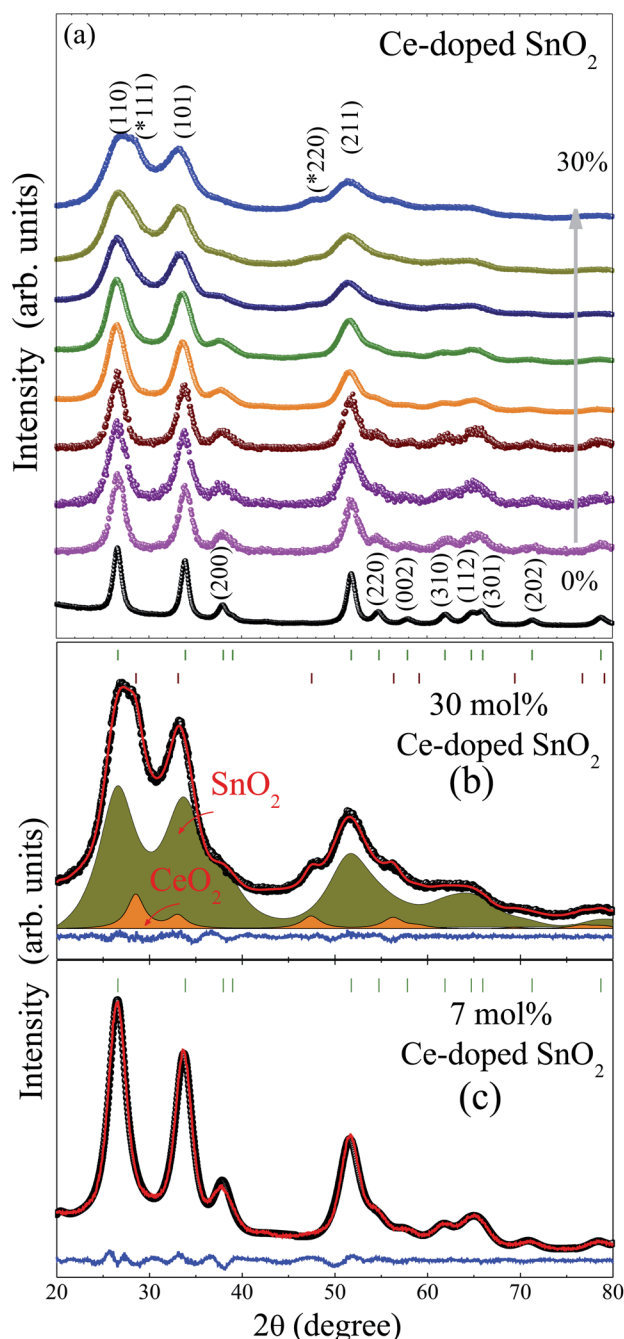 (a)
Ce-doped SnO₂
(110)
(*111)
(101)
(*220)
(211)
30%
(200)
(220)
(002)
(310)
(112)
(301)
(202)
0%
Intensity (arb. units)
30 mol%
Ce-doped SnO₂
(b)
SnO₂
CeO₂
7 mol%
Ce-doped SnO₂
(c)
Intensity (arb. units)
20 30 40 50 60 70 80
2θ (degree)